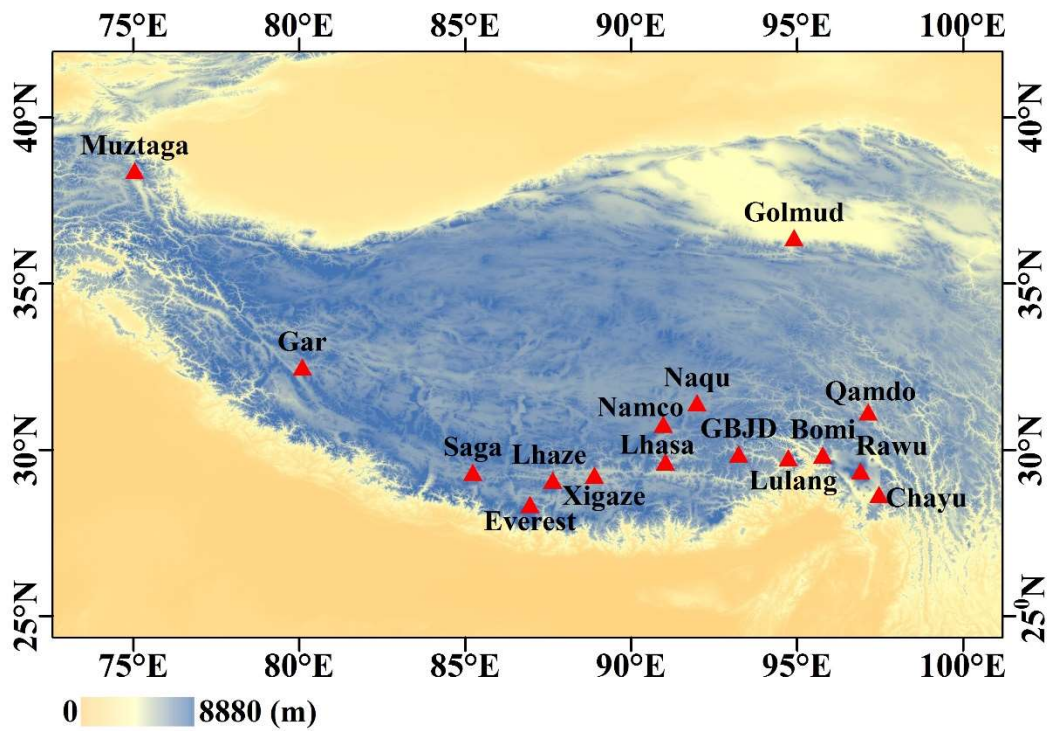 75°E 80°E 85°E 90°E 95°E 100°E
40°N 40°N
Muztaga
Golmud
35°N 35°N
Gar
Naqu
Qamdo
Namco
GBJD Bomi
Lhasa
Rawu
Saga Lhaze
30°N 30°N
Lulang
Xigaze
Chayu
Everest
25°N 25°N
75°E 80°E 85°E 90°E 95°E 100°E
0 8880 (m)